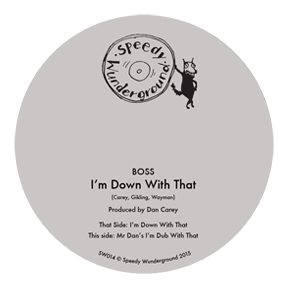 ·Speedy·
Wunderground
BOSS
I'm Down With That
(Carey, Gikling, Wayman)
Produced by Dan Carey
That Side: I'm Down With That
This side: Mr Dan's I'm Dub With That
SW014 © Speedy Wunderground 2015